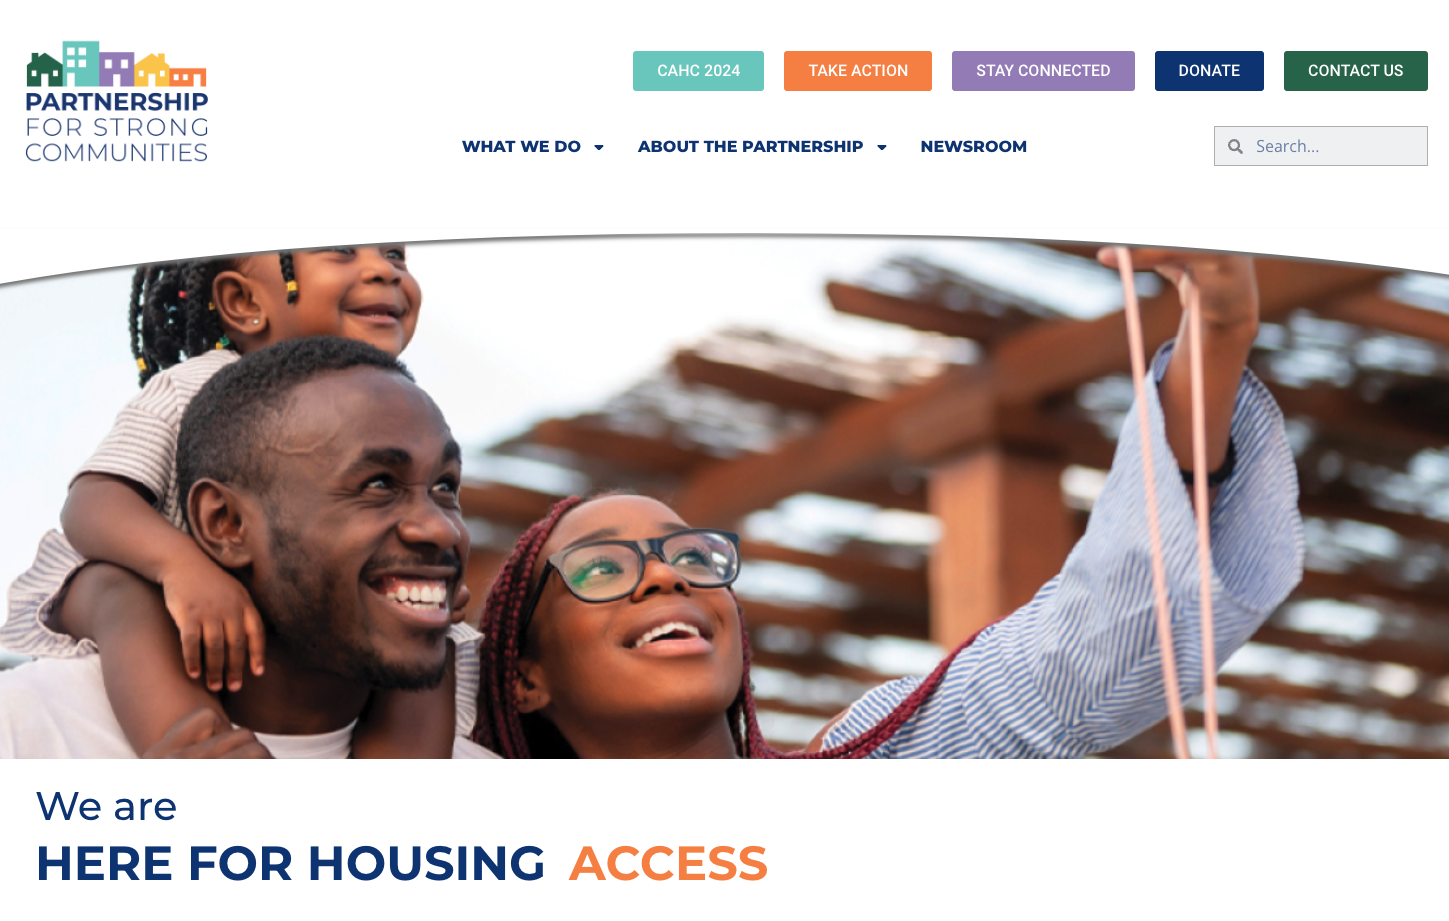 CAHC 2024
TAKE ACTION
STAY CONNECTED
DONATE
CONTACT US
PARTNERSHIP
FOR STRONG
COMMUNITIES
WHAT WE DO
ABOUT THE PARTNERSHIP
NEWSROOM
Search...
We are
HERE FOR HOUSING ACCESS